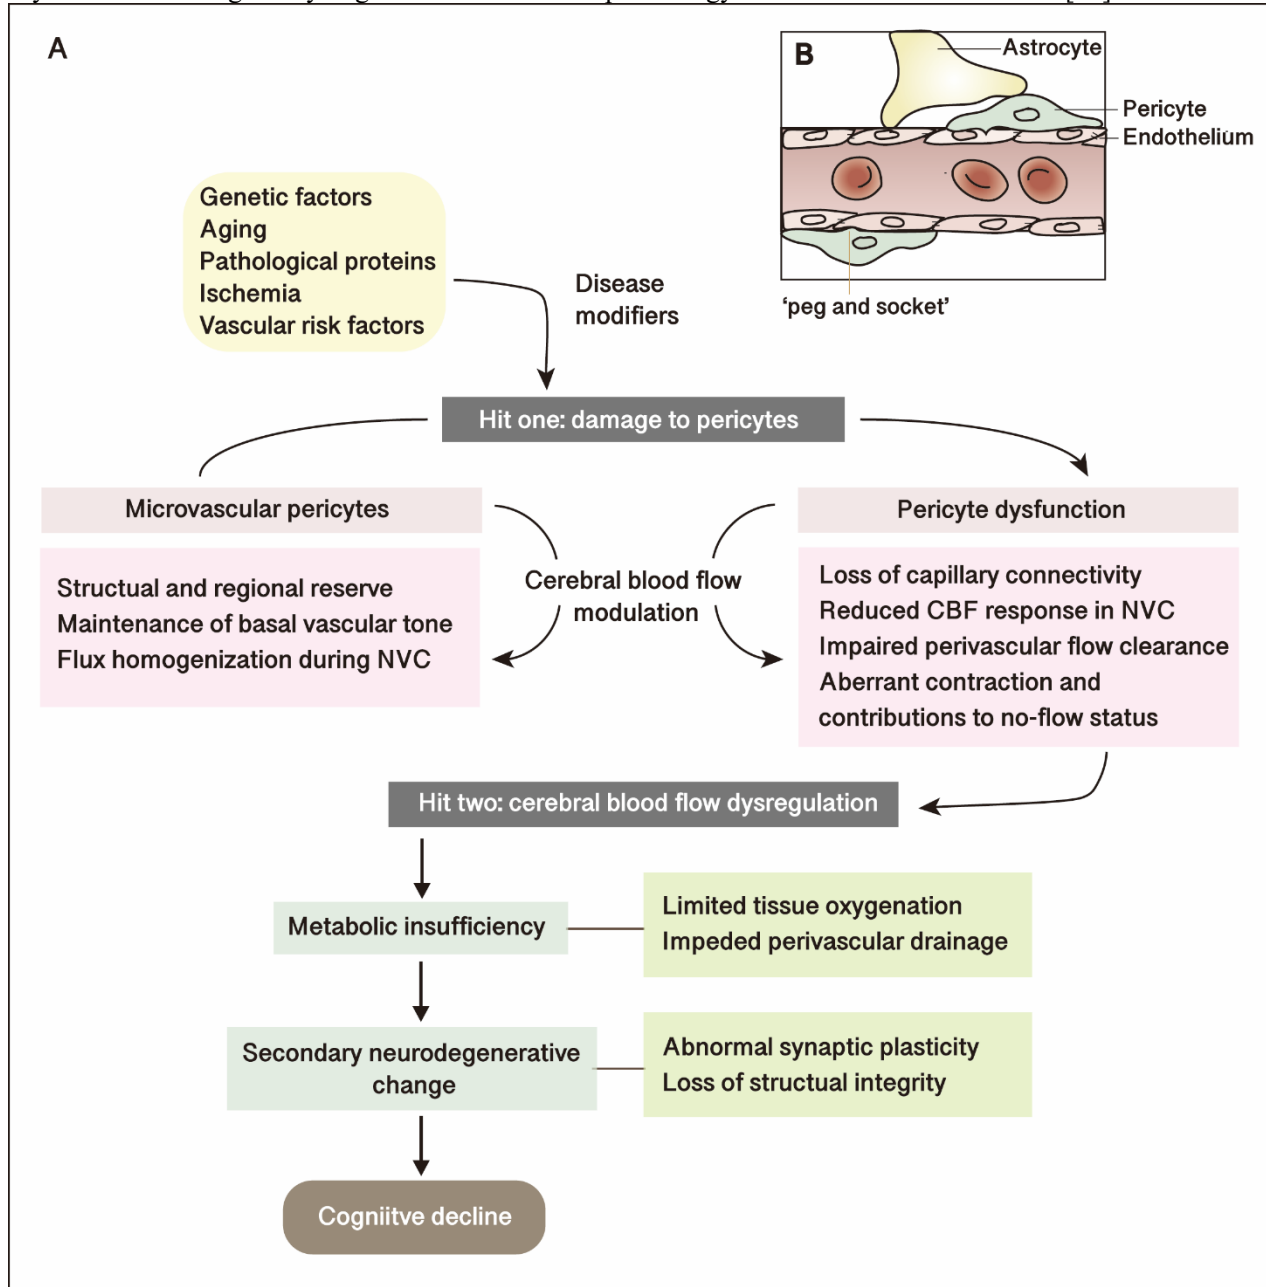 A
B
Astrocyte
Pericyte
Endothelium
'peg and socket'
Genetic factors
Aging
Pathological proteins
Ischemia
Vascular risk factors
Disease
modifiers
Hit one: damage to pericytes
Microvascular pericytes
Pericyte dysfunction
Structual and regional reserve
Maintenance of basal vascular tone
Flux homogenization during NVC
Cerebral blood flow
modulation
Loss of capillary connectivity
Reduced CBF response in NVC
Impaired perivascular flow clearance
Aberrant contraction and
contributions to no-flow status
Hit two: cerebral blood flow dysregulation
Metabolic insufficiency
Limited tissue oxygenation
Impeded perivascular drainage
Secondary neurodegenerative
change
Abnormal synaptic plasticity
Loss of structual integrity
Cogniitve decline